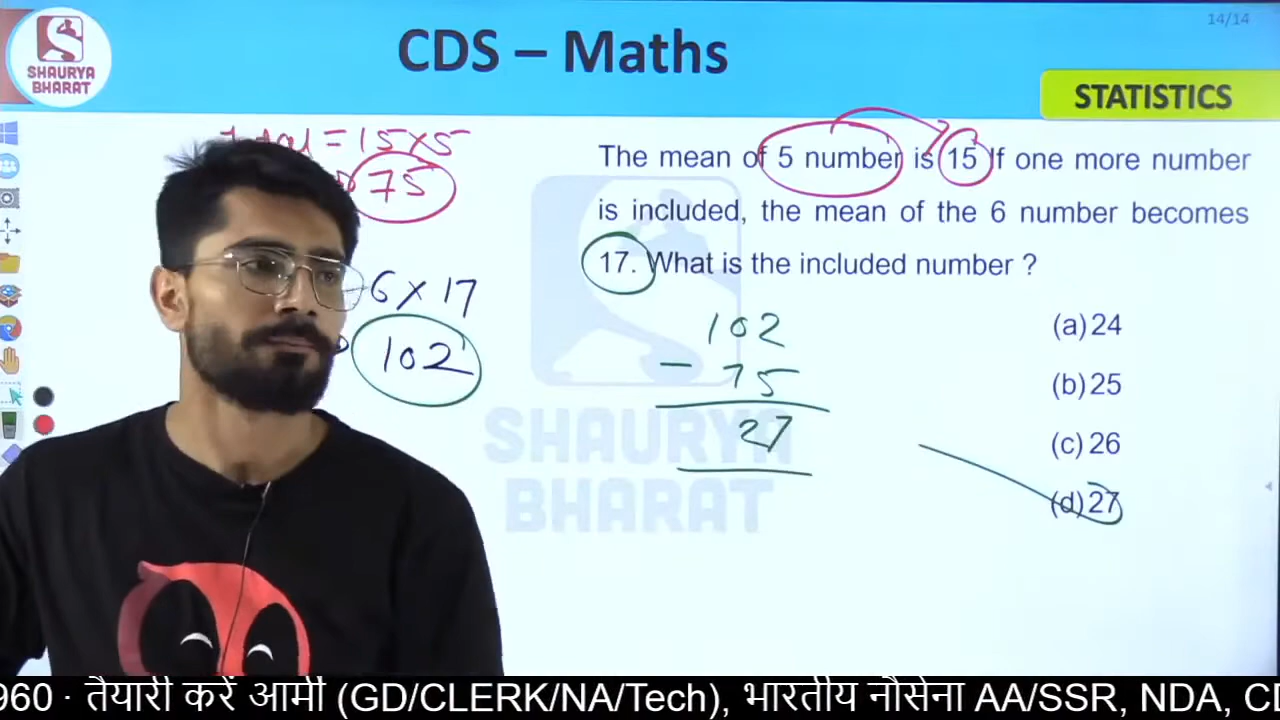 14/14
CDS – Maths
SHAURYA
BHARAT
STATISTICS
= 15×5
75
The mean of 5 number is 15 If one more number
is included, the mean of the 6 number becomes
17. What is the included number ?
6 × 17
102
102
– 75
27
(a) 24
(b) 25
(c) 26
(d) 27
SHAURYA
BHARAT
960 · तैयारी करें आर्मी (GD/CLERK/NA/Tech), भारतीय नौसेना AA/SSR, NDA,